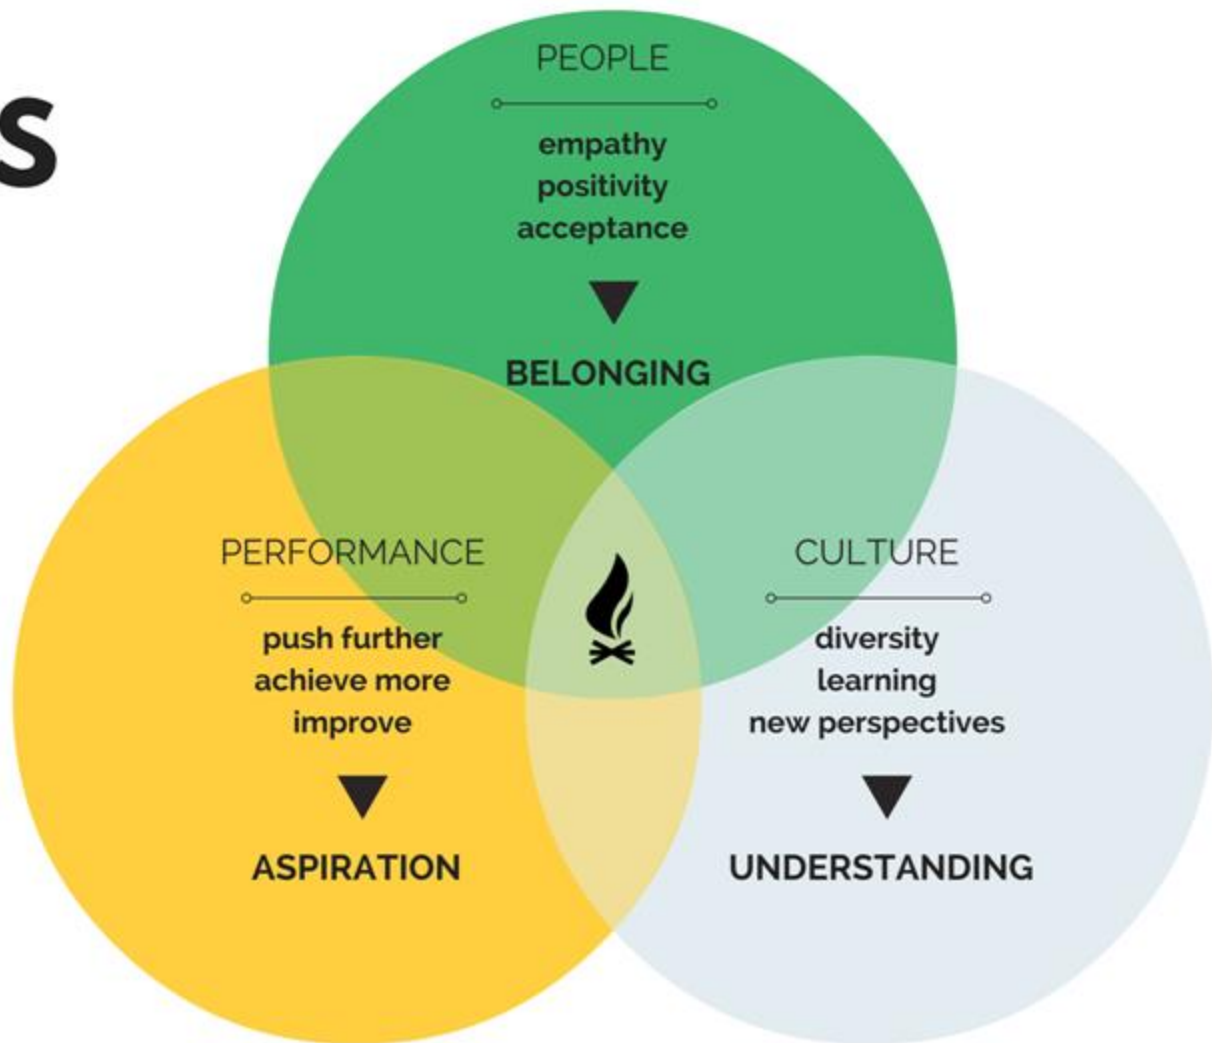 s
PEOPLE
empathy
positivity
acceptance
BELONGING
PERFORMANCE
push further
achieve more
improve
ASPIRATION
CULTURE
diversity
learning
new perspectives
UNDERSTANDING